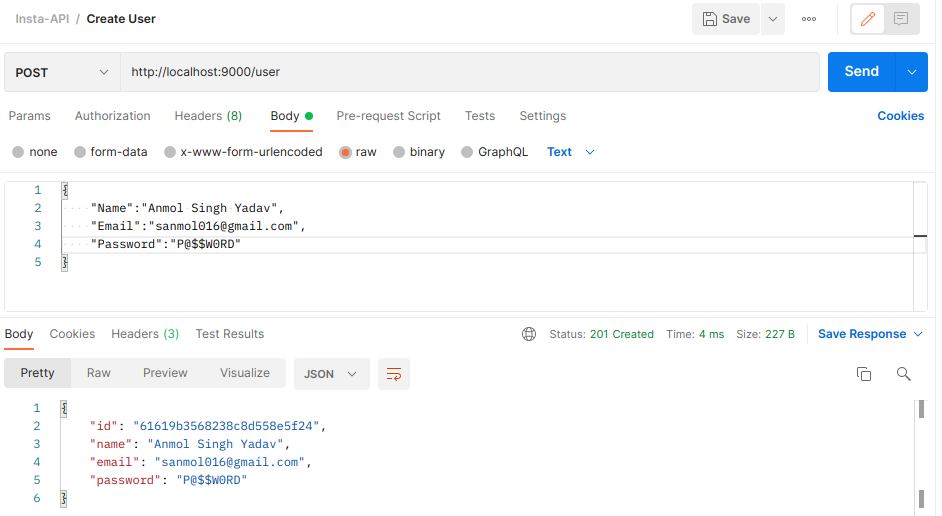 Insta-API / Create User Save
POST http://localhost:9000/user Send
Params Authorization Headers (8) Body Pre-request Script Tests Settings Cookies
none form-data x-www-form-urlencoded raw binary GraphQL Text
1 {
2 "Name":"Anmol Singh Yadav",
3 "Email":"sanmol016@gmail.com",
4 "Password":"P@$$W0RD"
5 }
Body Cookies Headers (3) Test Results Status: 201 Created Time: 4 ms Size: 227 B Save Response
Pretty Raw Preview Visualize JSON
1 {
2 "id": "61619b3568238c8d558e5f24",
3 "name": "Anmol Singh Yadav",
4 "email": "sanmol016@gmail.com",
5 "password": "P@$$W0RD"
6 }